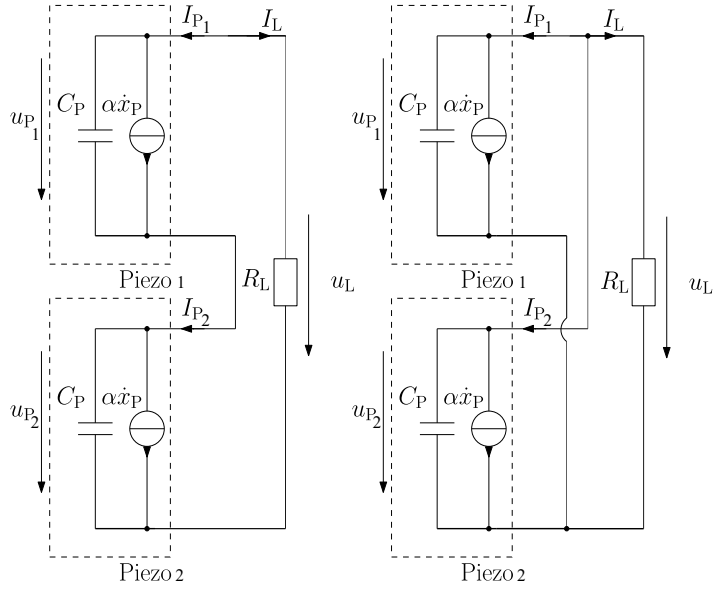 I_P1 I_L
u_P1 C_P αẋ_P
Piezo 1
R_L u_L
I_P2
u_P2 C_P αẋ_P
Piezo 2
I_P1 I_L
u_P1 C_P αẋ_P
Piezo 1
R_L u_L
I_P2
u_P2 C_P αẋ_P
Piezo 2